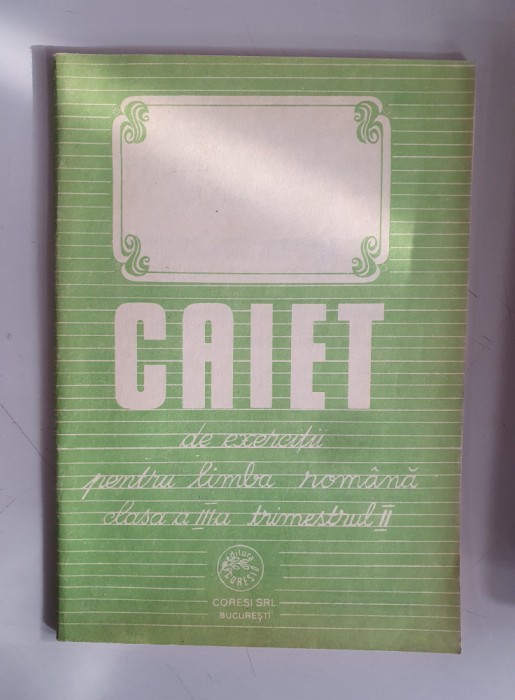 CAIET
de exerciții
pentru limba română
clasa a III a trimestrul II
editura
CORESI
CORESI SRL
BUCUREȘTI